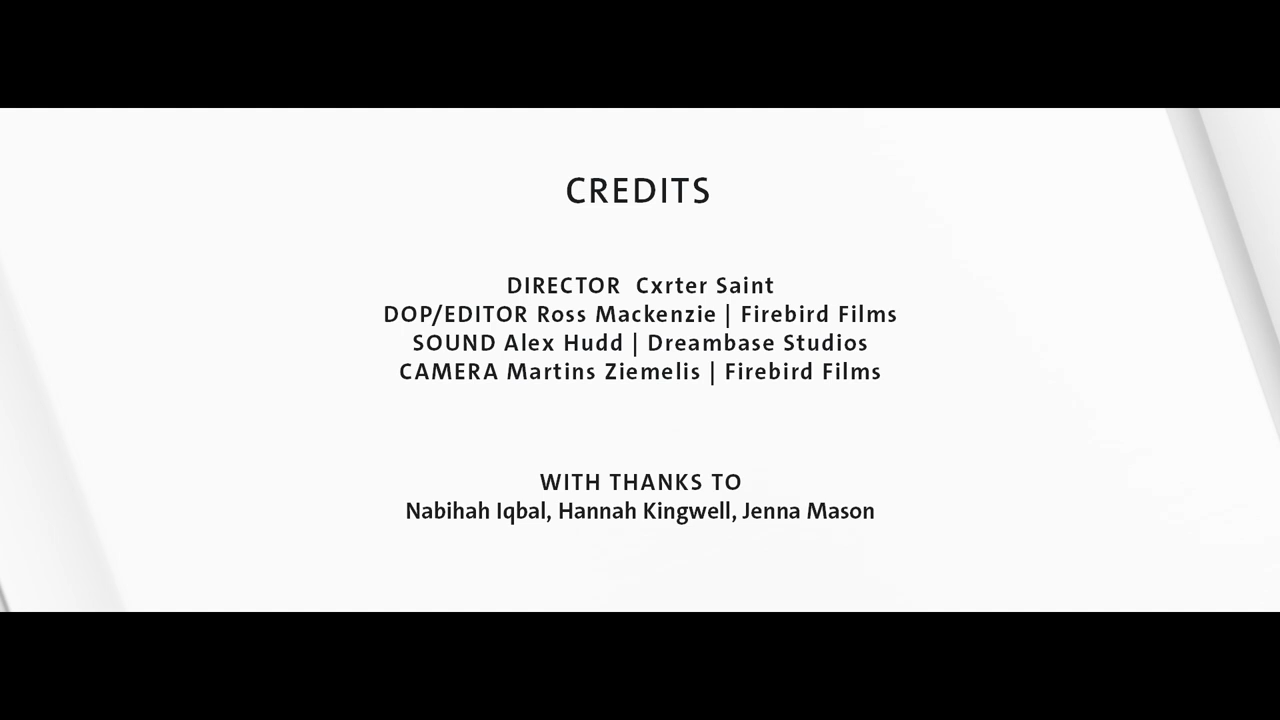 CREDITS
DIRECTOR  Cxrter Saint
DOP/EDITOR Ross Mackenzie | Firebird Films
SOUND Alex Hudd | Dreambase Studios
CAMERA Martins Ziemelis | Firebird Films
WITH THANKS TO
Nabihah Iqbal, Hannah Kingwell, Jenna Mason